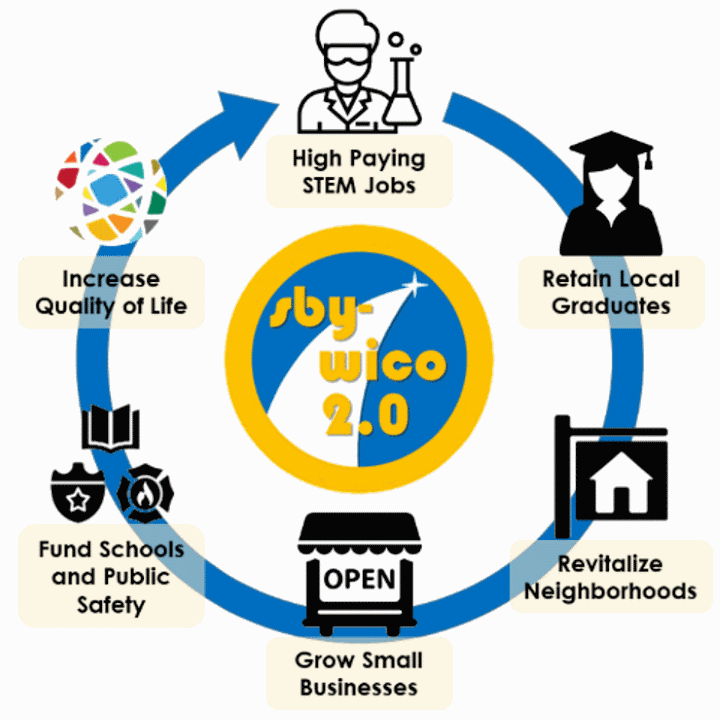 High Paying
STEM Jobs
Retain Local
Graduates
Revitalize
Neighborhoods
OPEN
Grow Small
Businesses
Fund Schools
and Public
Safety
Increase
Quality of Life
sby-
wico
2.0